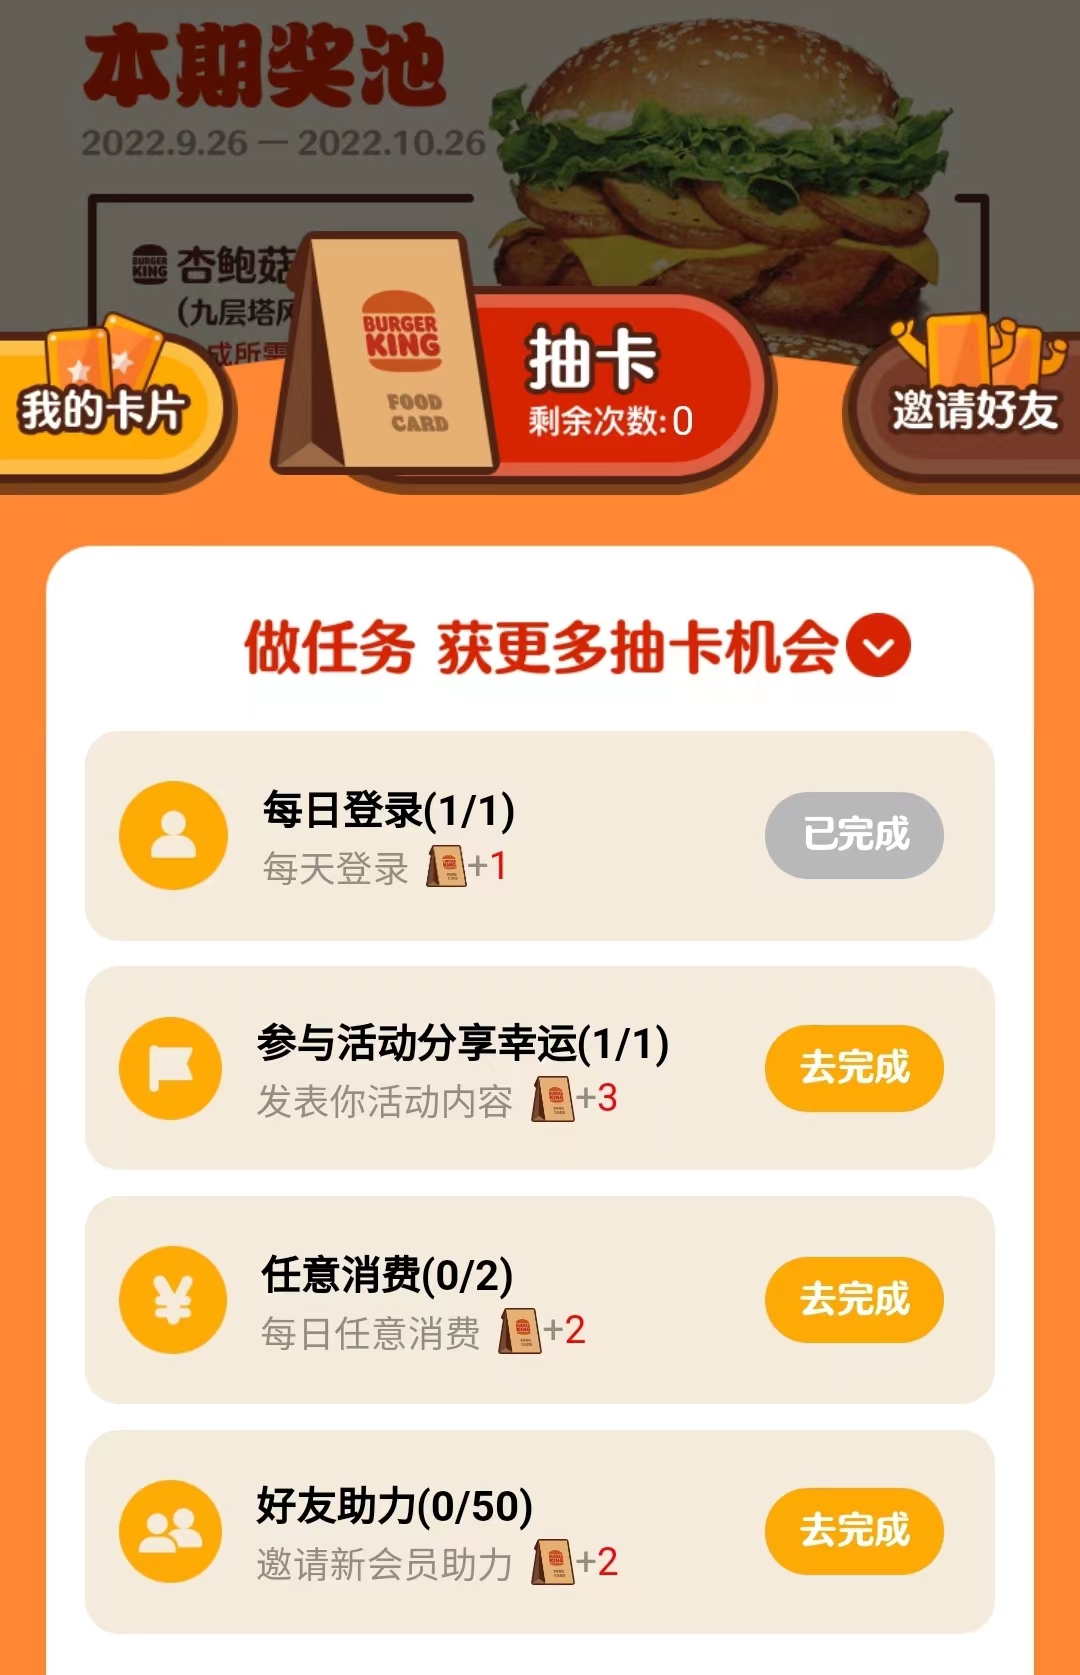 本期奖池
2022.9.26 — 2022.10.26
BURGER KING 杏鲍菇
(九层塔风
成所需
我的卡片
BURGER
KING
FOOD
CARD
抽卡
剩余次数:0
邀请好友
做任务 获更多抽卡机会
每日登录(1/1)
每天登录 +1
已完成
参与活动分享幸运(1/1)
发表你活动内容 +3
去完成
任意消费(0/2)
每日任意消费 +2
去完成
好友助力(0/50)
邀请新会员助力 +2
去完成